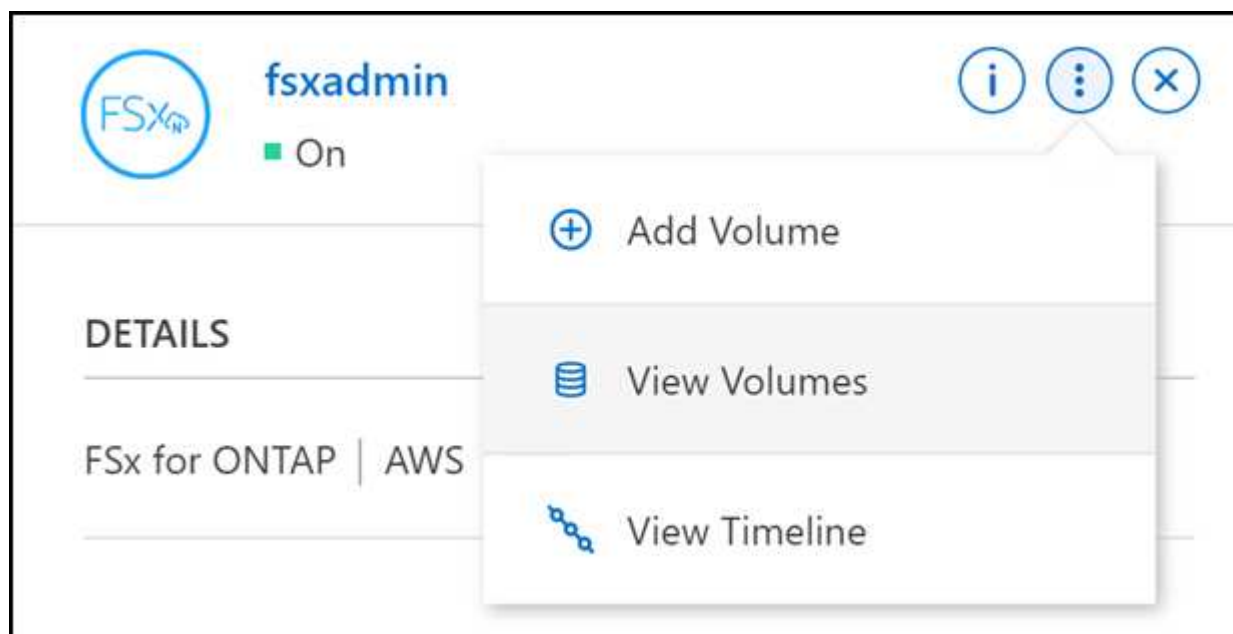 FSx
N
fsxadmin
i
On
Add Volume
DETAILS
View Volumes
FSx for ONTAP | AWS
View Timeline